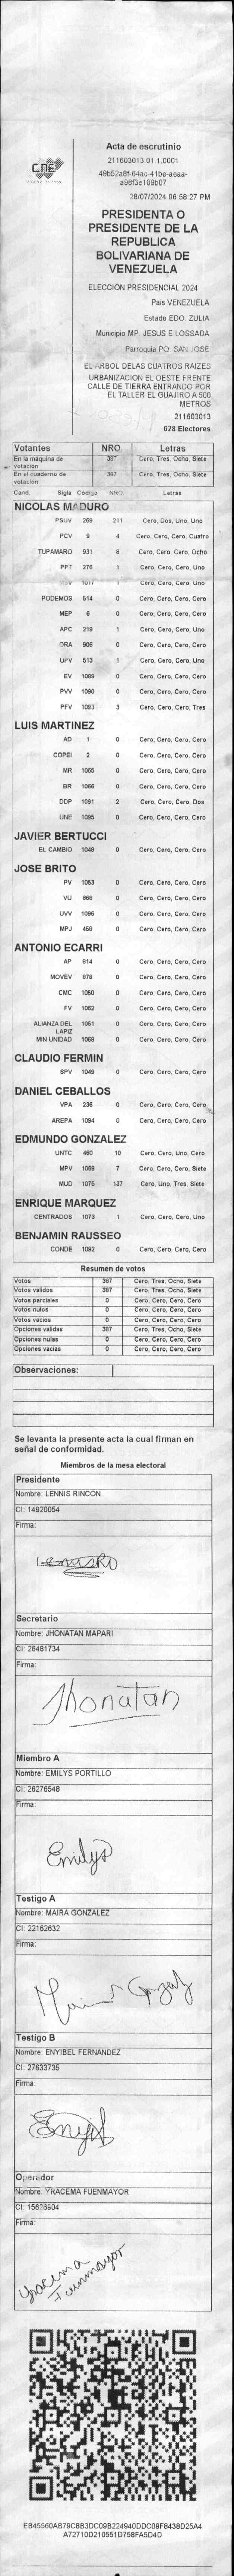 CNE
Acta de escrutinio
211603013.01.1.0001
28/07/2024 06:58:27 PM
PRESIDENTA O
PRESIDENTE DE LA
REPUBLICA
BOLIVARIANA DE
VENEZUELA
ELECCIÓN PRESIDENCIAL 2024
Pais VENEZUELA
Estado EDO. ZULIA
Municipio MP. JESUS E LOSSADA
Parroquia PQ. SAN JOSE
EL ARBOL DE LAS CUATROS RAIZES
URBANIZACION EL OESTE FRENTE
CALLE DE TIERRA ENTRANDO POR
EL TALLER EL GUAJIRO A 500
METROS
211603013
628 Electores
Votantes NRO. Letras
En la máquina de votación 387 Cero, Tres, Ocho, Siete
En el cuaderno de votación 387 Cero, Tres, Ocho, Siete
Cand. Sigla Código NRO. Letras
NICOLAS MADURO
PSUV 269 211 Cero, Dos, Uno, Uno
PCV 9 4 Cero, Cero, Cero, Cuatro
TUPAMARO 931 8 Cero, Cero, Cero, Ocho
PPT 276 1 Cero, Cero, Cero, Uno
1017 1 Cero, Cero, Cero, Uno
PODEMOS 514 0 Cero, Cero, Cero, Cero
MEP 6 0 Cero, Cero, Cero, Cero
APC 219 1 Cero, Cero, Cero, Uno
ORA 906 0 Cero, Cero, Cero, Cero
UPV 513 1 Cero, Cero, Cero, Uno
EV 1089 0 Cero, Cero, Cero, Cero
PVV 1090 0 Cero, Cero, Cero, Cero
PFV 1093 3 Cero, Cero, Cero, Tres
LUIS MARTINEZ
AD 1 0 Cero, Cero, Cero, Cero
COPEI 2 0 Cero, Cero, Cero, Cero
MR 1065 0 Cero, Cero, Cero, Cero
BR 1066 0 Cero, Cero, Cero, Cero
DDP 1091 2 Cero, Cero, Cero, Dos
UNE 1095 0 Cero, Cero, Cero, Cero
JAVIER BERTUCCI
EL CAMBIO 1048 0 Cero, Cero, Cero, Cero
JOSE BRITO
PV 1053 0 Cero, Cero, Cero, Cero
VU 868 0 Cero, Cero, Cero, Cero
UVV 1096 0 Cero, Cero, Cero, Cero
MPJ 458 0 Cero, Cero, Cero, Cero
ANTONIO ECARRI
AP 814 0 Cero, Cero, Cero, Cero
MOVEV 878 0 Cero, Cero, Cero, Cero
CMC 1050 0 Cero, Cero, Cero, Cero
FV 1062 0 Cero, Cero, Cero, Cero
ALIANZA DEL LAPIZ 1051 0 Cero, Cero, Cero, Cero
MIN UNIDAD 1068 0 Cero, Cero, Cero, Cero
CLAUDIO FERMIN
SPV 1049 0 Cero, Cero, Cero, Cero
DANIEL CEBALLOS
VPA 236 0 Cero, Cero, Cero, Cero
AREPA 1094 0 Cero, Cero, Cero, Cero
EDMUNDO GONZALEZ
UNTC 480 10 Cero, Cero, Uno, Cero
MPV 1069 7 Cero, Cero, Cero, Siete
MUD 1075 137 Cero, Uno, Tres, Siete
ENRIQUE MARQUEZ
CENTRADOS 1073 1 Cero, Cero, Cero, Uno
BENJAMIN RAUSSEO
CONDE 1092 0 Cero, Cero, Cero, Cero
Resumen de votos
Votos 387 Cero, Tres, Ocho, Siete
Votos validos 387 Cero, Tres, Ocho, Siete
Votos parciales 0 Cero, Cero, Cero, Cero
Votos nulos 0 Cero, Cero, Cero, Cero
Votos vacios 0 Cero, Cero, Cero, Cero
Opciones validas 387 Cero, Tres, Ocho, Siete
Opciones nulas 0 Cero, Cero, Cero, Cero
Opciones vacias 0 Cero, Cero, Cero, Cero
Observaciones:
Se levanta la presente acta la cual firman en
señal de conformidad.
Miembros de la mesa electoral
Presidente
Nombre: LENNIS RINCON
CI: 14920054
Firma:
Secretario
Nombre: JHONATAN MAPARI
CI: 26481734
Firma:
Jhonatan
Miembro A
Nombre: EMILYS PORTILLO
CI: 26276548
Firma:
Emilys
Testigo A
Nombre: MAIRA GONZALEZ
CI: 22162632
Firma:
Testigo B
Nombre: ENYIBEL FERNANDEZ
CI: 27633735
Firma:
Operador
Nombre: YRACEMA FUENMAYOR
Firma:
Yracema
Fuenmayor
EB45560AB79C8B3DC09B224940DDC09F8438D25A4
A72710D210551D758FA5D4D